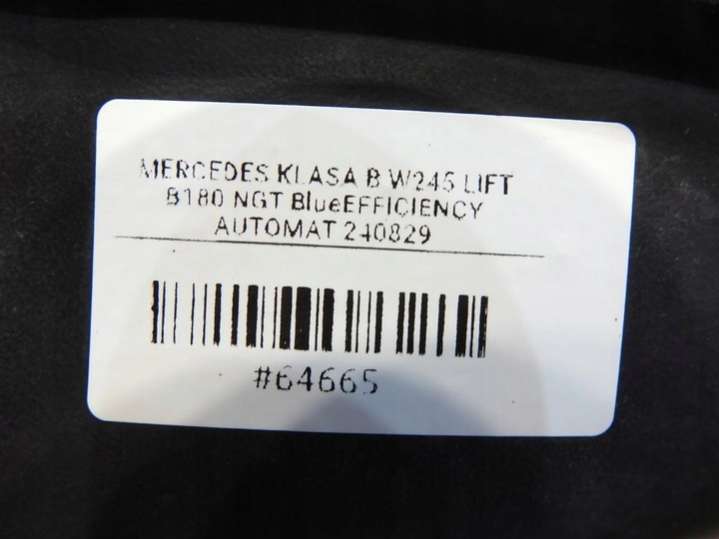 MERCEDES KLASA B W245 LIFT
B180 NGT BlueEFFICIENCY
AUTOMAT 240829
#64665